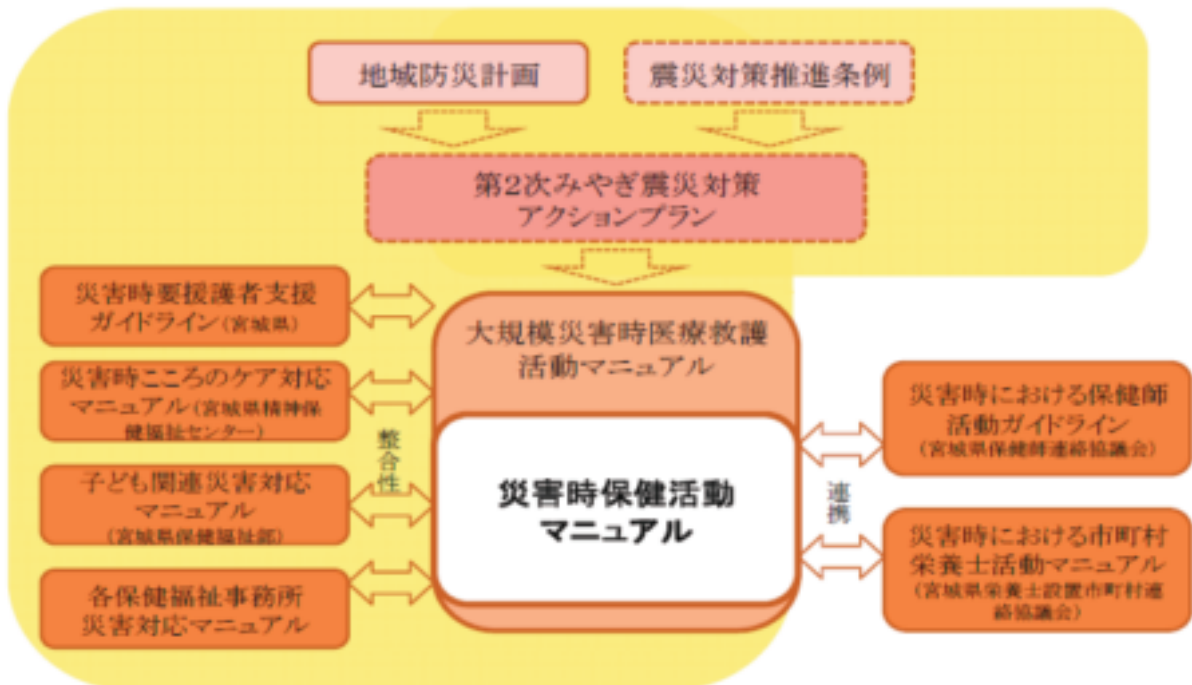 地域防災計画
震災対策推進条例
第2次みやぎ震災対策
アクションプラン
災害時要援護者支援
ガイドライン(宮城県)
災害時こころのケア対応
マニュアル(宮城県精神保
健福祉センター)
子ども関連災害対応
マニュアル
(宮城県保健福祉部)
各保健福祉事務所
災害対応マニュアル
整合性
大規模災害時医療救護
活動マニュアル
災害時保健活動
マニュアル
連携
災害時における保健師
活動ガイドライン
(宮城県保健師連絡協議会)
災害時における市町村
栄養士活動マニュアル
(宮城県栄養士設置市町村連
絡協議会)